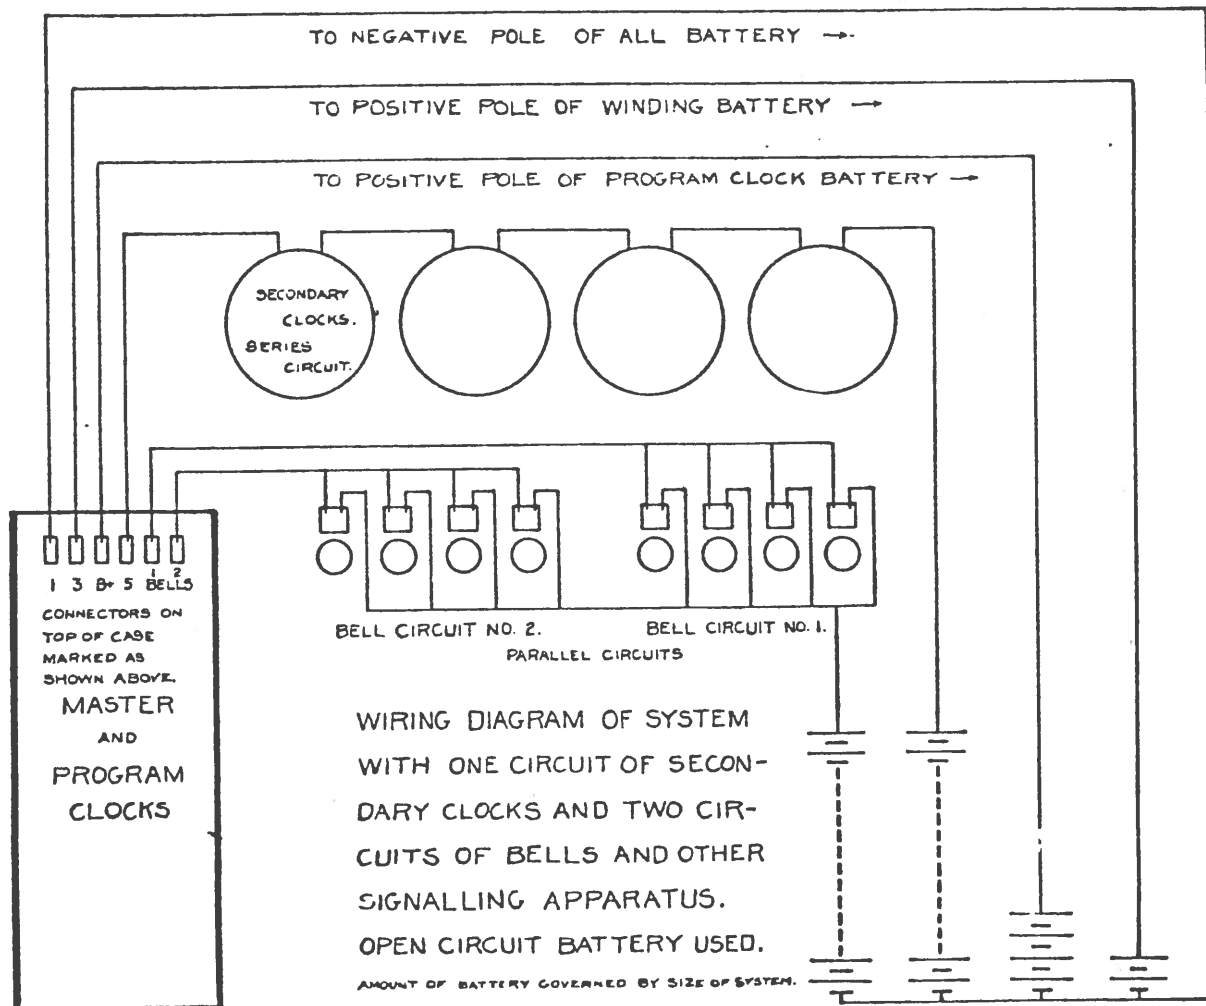 TO NEGATIVE POLE OF ALL BATTERY →
TO POSITIVE POLE OF WINDING BATTERY →
TO POSITIVE POLE OF PROGRAM CLOCK BATTERY →
SECONDARY
CLOCKS.
SERIES
CIRCUIT.
1 3 B+ 5 1 2
BELLS
CONNECTORS ON
TOP OF CASE
MARKED AS
SHOWN ABOVE.
MASTER
AND
PROGRAM
CLOCKS
BELL CIRCUIT NO. 2.
BELL CIRCUIT NO. 1.
PARALLEL CIRCUITS
WIRING DIAGRAM OF SYSTEM
WITH ONE CIRCUIT OF SECON-
DARY CLOCKS AND TWO CIR-
CUITS OF BELLS AND OTHER
SIGNALLING APPARATUS.
OPEN CIRCUIT BATTERY USED.
AMOUNT OF BATTERY GOVERNED BY SIZE OF SYSTEM.